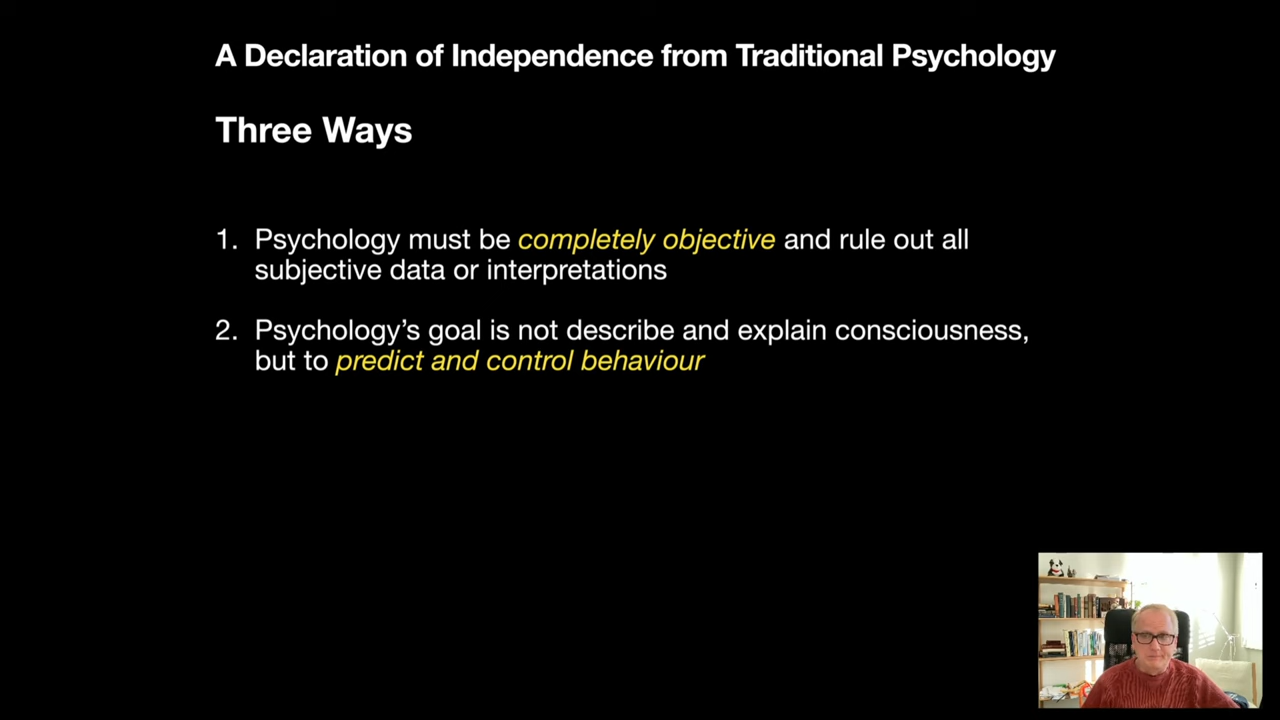 A Declaration of Independence from Traditional Psychology
Three Ways
1. Psychology must be completely objective and rule out all
subjective data or interpretations
2. Psychology’s goal is not describe and explain consciousness,
but to predict and control behaviour